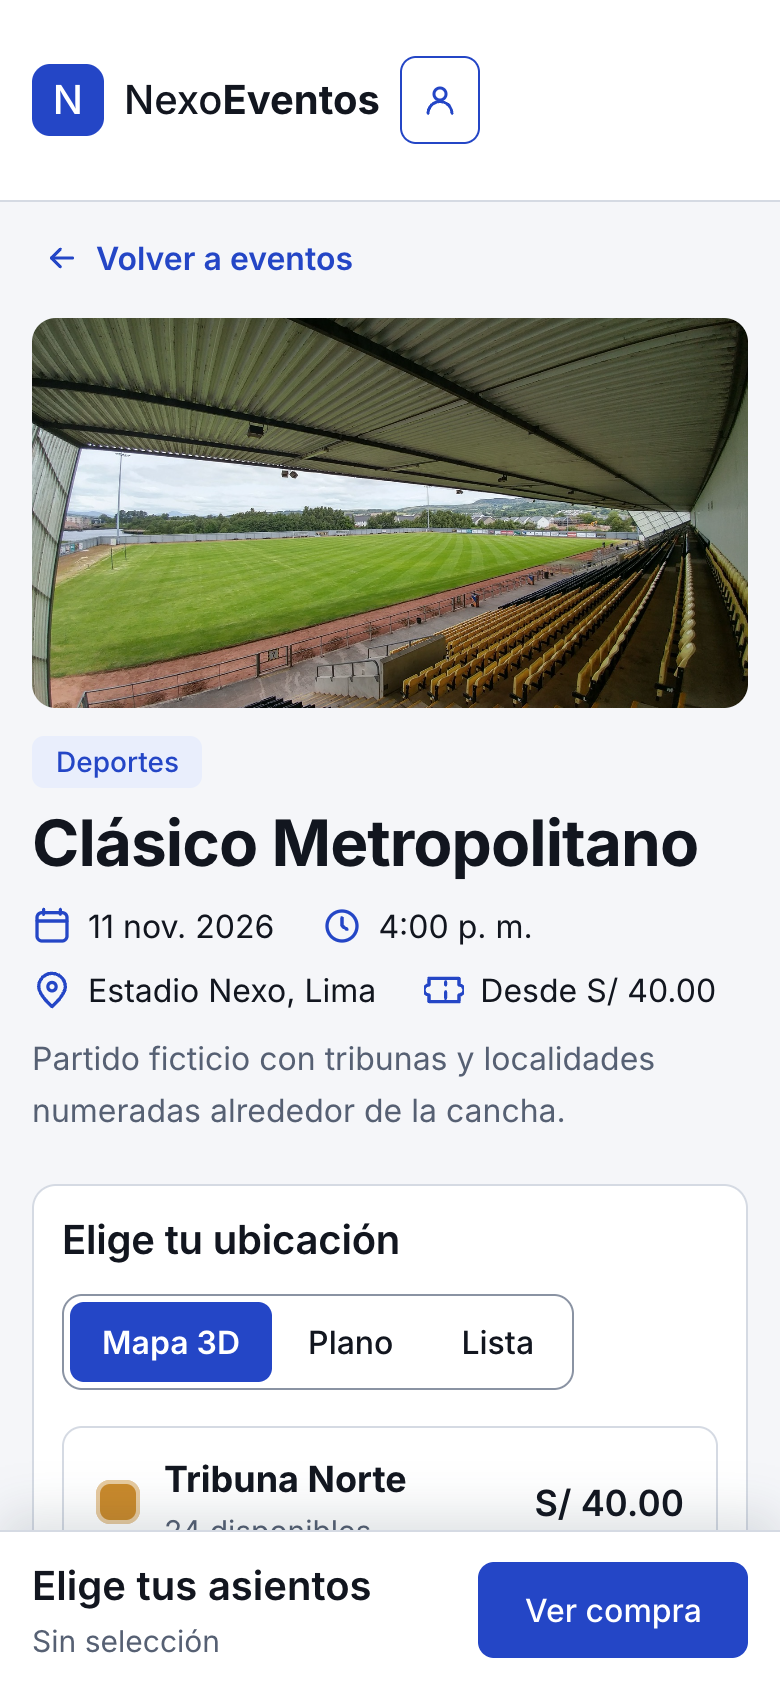 N NexoEventos
Volver a eventos
Deportes
Clásico Metropolitano
11 nov. 2026 4:00 p. m.
Estadio Nexo, Lima Desde S/ 40.00
Partido ficticio con tribunas y localidades
numeradas alrededor de la cancha.
Elige tu ubicación
Mapa 3D Plano Lista
Tribuna Norte
S/ 40.00
24 disponibles
Elige tus asientos
Sin selección
Ver compra